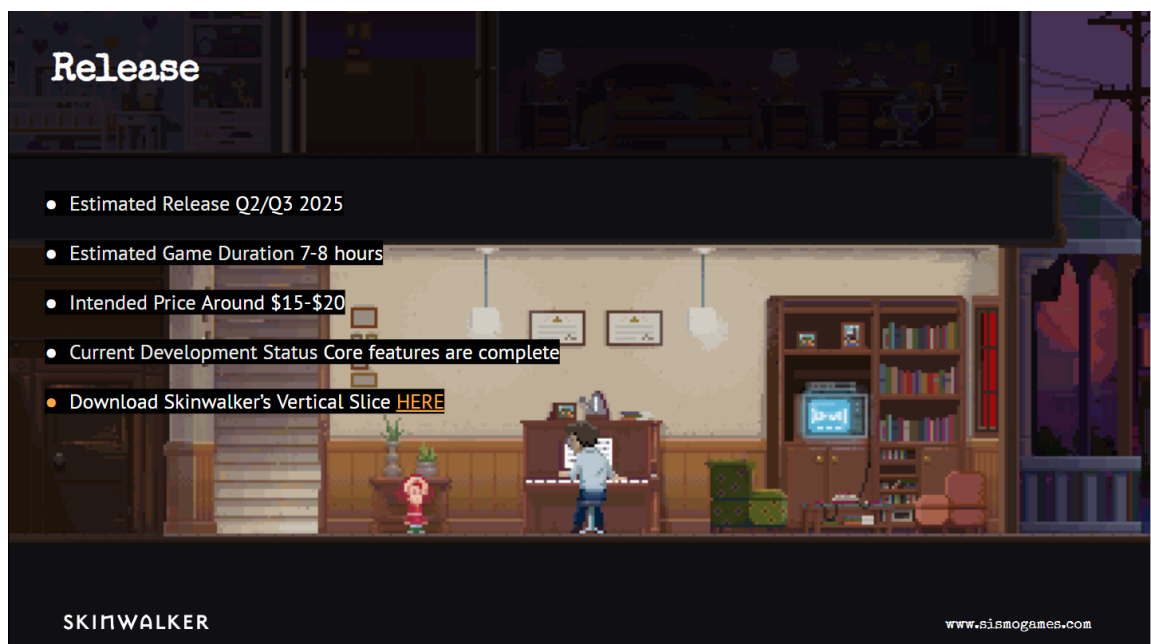 Release
● Estimated Release Q2/Q3 2025
● Estimated Game Duration 7-8 hours
● Intended Price Around $15-$20
● Current Development Status Core features are complete
● Download Skinwalker’s Vertical Slice HERE
SKINWALKER
www.sismogames.com